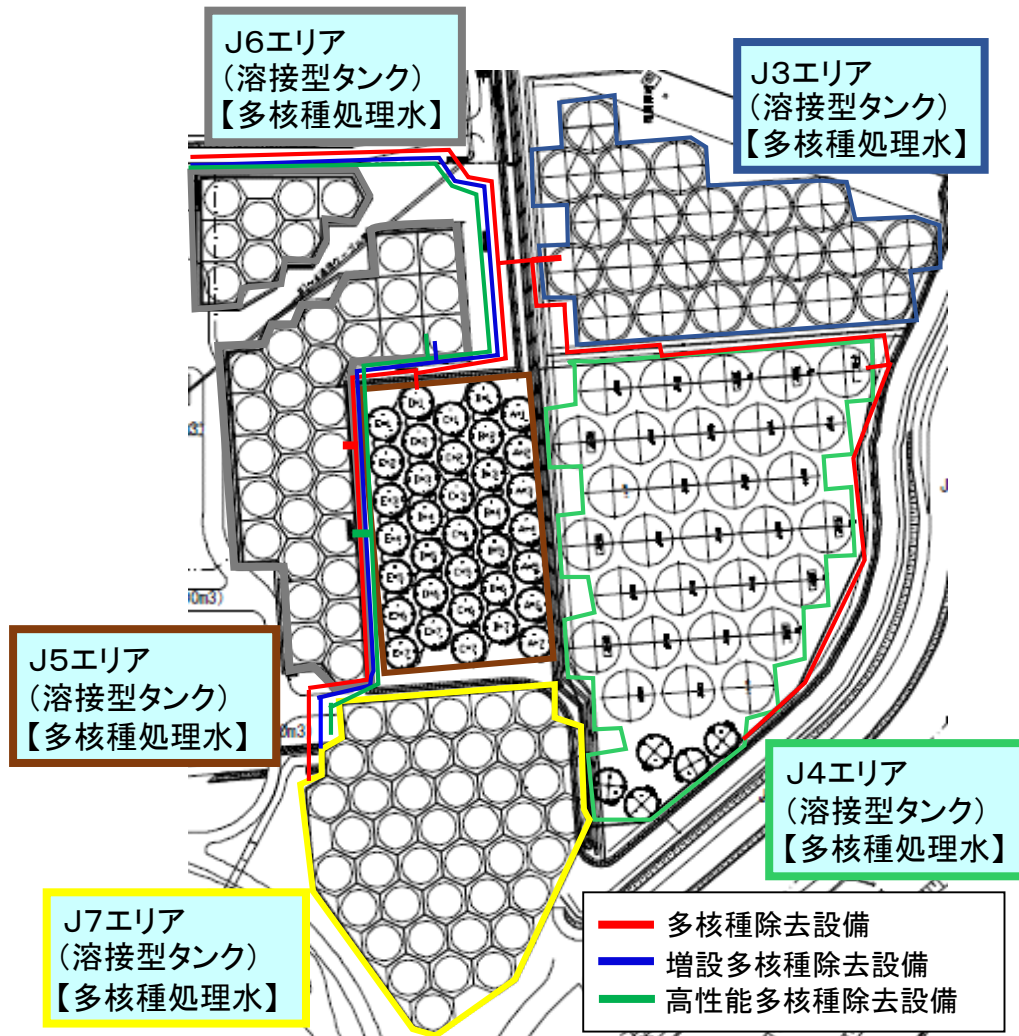 J6エリア
(溶接型タンク)
【多核種処理水】
J3エリア
(溶接型タンク)
【多核種処理水】
J5エリア
(溶接型タンク)
【多核種処理水】
J4エリア
(溶接型タンク)
【多核種処理水】
J7エリア
(溶接型タンク)
【多核種処理水】
多核種除去設備
増設多核種除去設備
高性能多核種除去設備